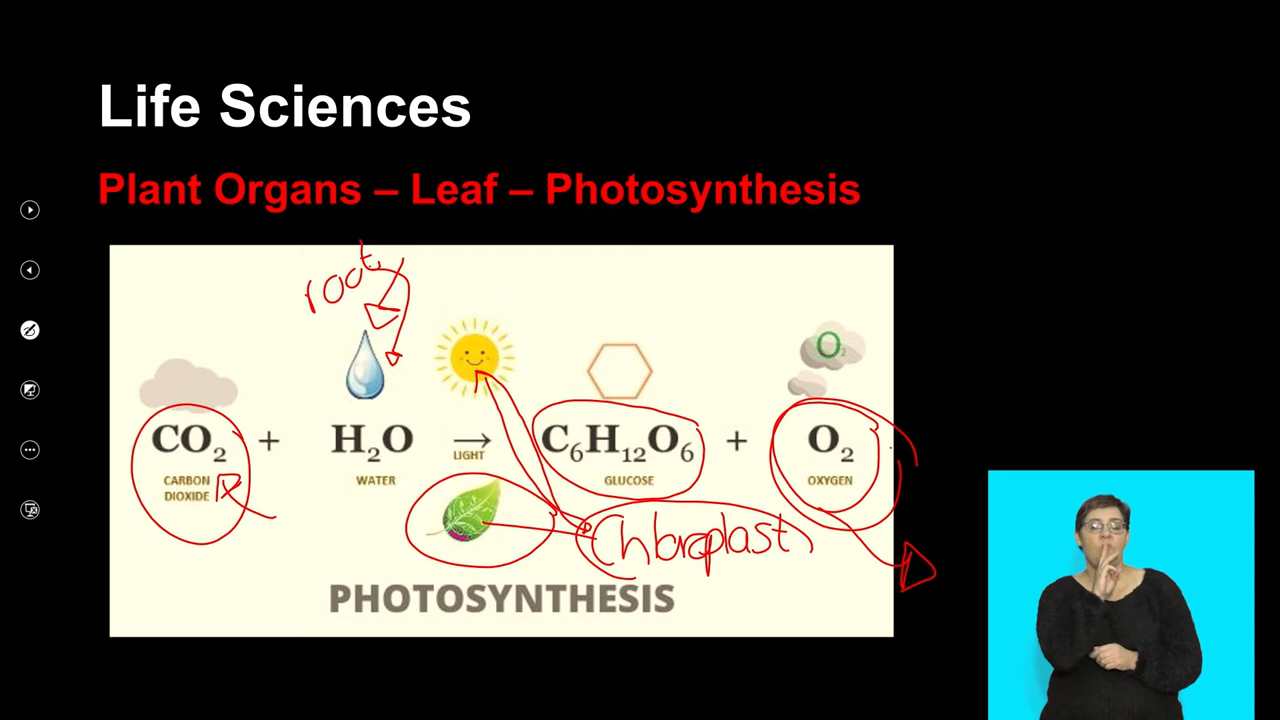 Life Sciences
Plant Organs – Leaf – Photosynthesis
root
O2
CO2 + H2O → C6H12O6 + O2
LIGHT
CARBON DIOXIDE WATER GLUCOSE OXYGEN
Chloroplast
PHOTOSYNTHESIS